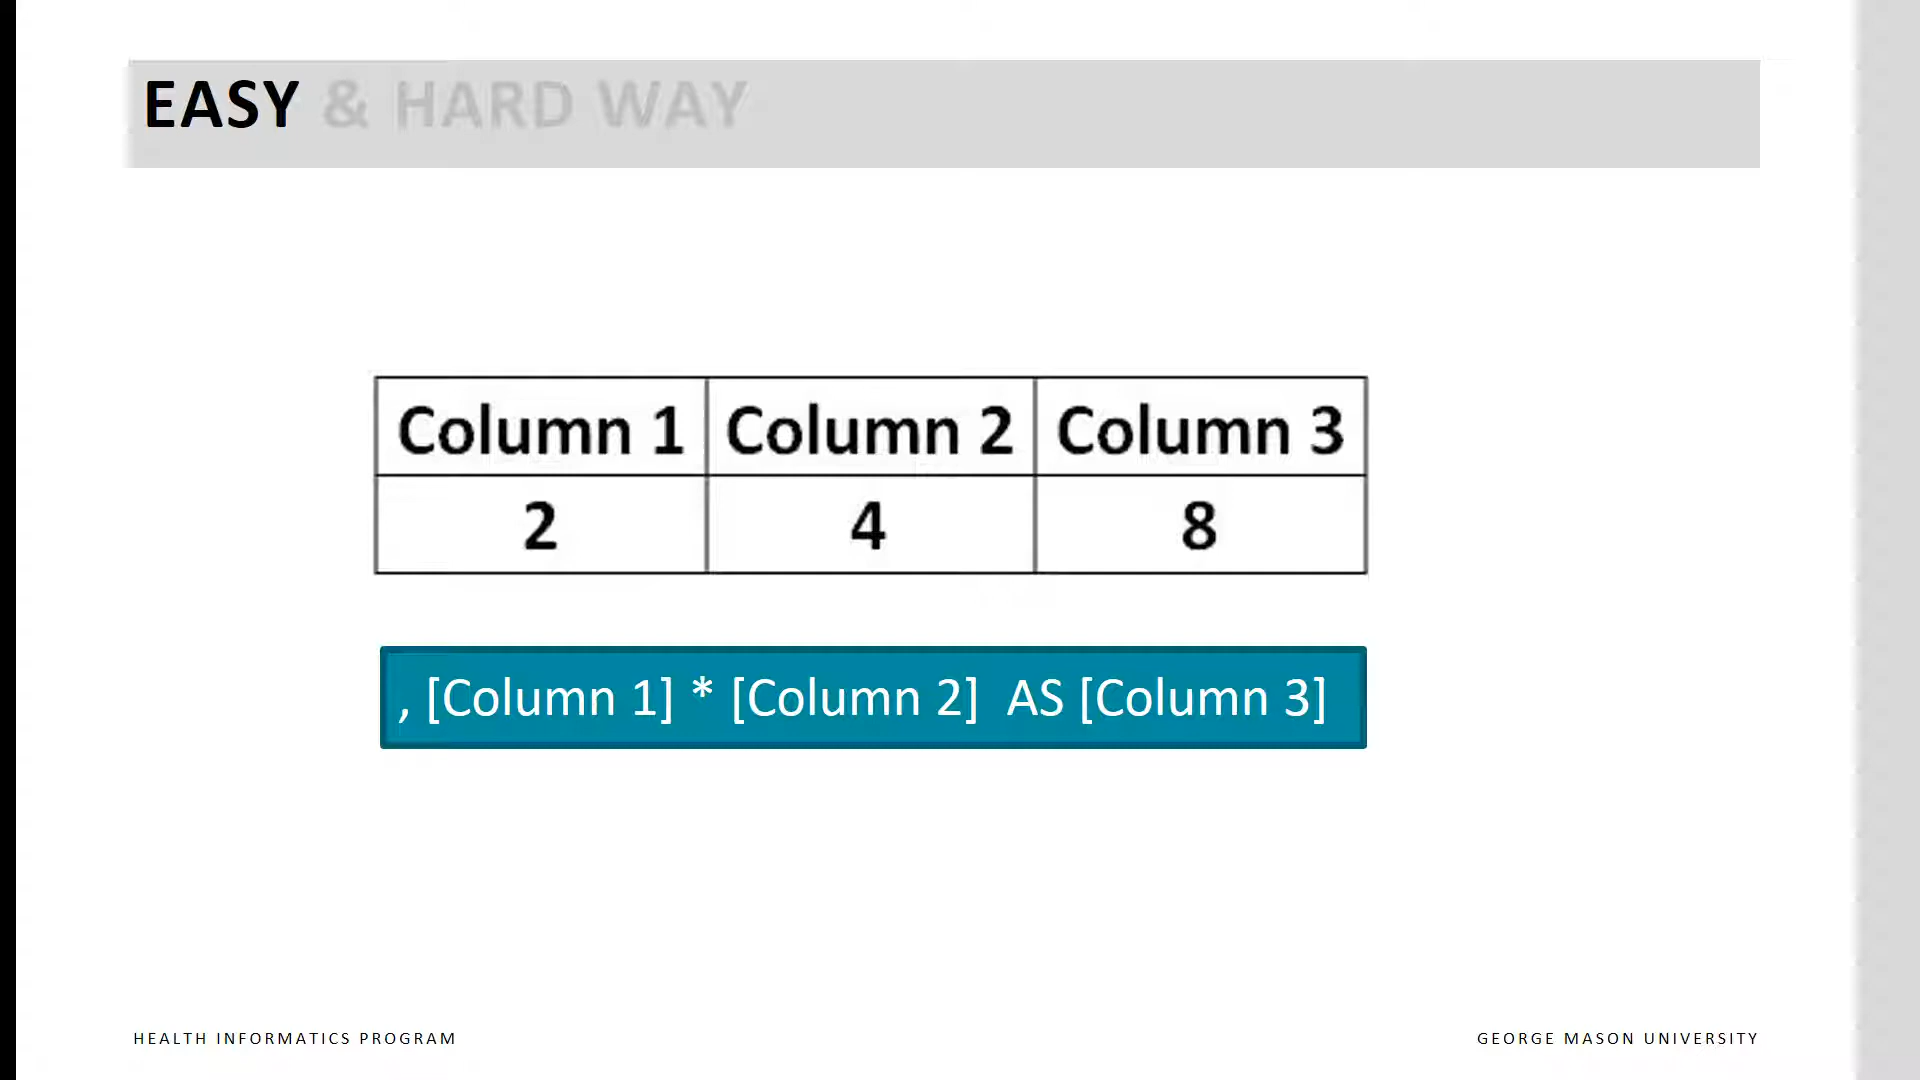 EASY & HARD WAY
Column 1 Column 2 Column 3
2 4 8
, [Column 1] * [Column 2]  AS [Column 3]
HEALTH INFORMATICS PROGRAM
GEORGE MASON UNIVERSITY